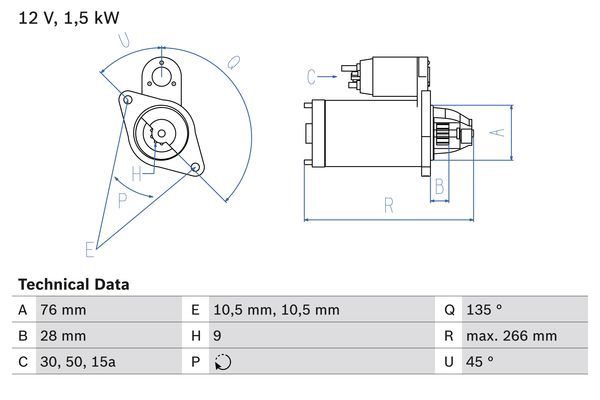 12 V, 1,5 kW
U
Q
C
A
H
B
P
R
E
Technical Data
A 76 mm E 10,5 mm, 10,5 mm Q 135 °
B 28 mm H 9 R max. 266 mm
C 30, 50, 15a P U 45 °